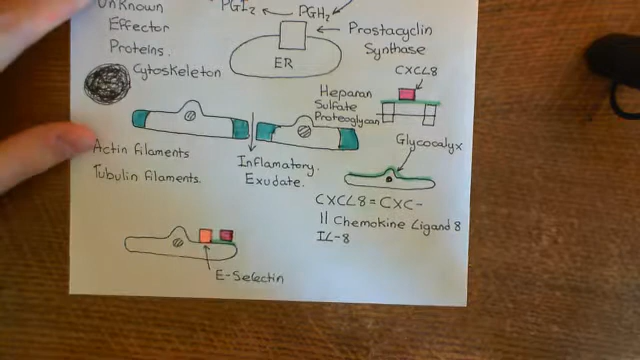 Unknown
Effector
Proteins.
PGI₂ ← PGH₂
Prostacyclin
Synthase
ER
Cytoskeleton
CXCL8
Heparan
Sulfate
Proteoglycan
Glycocalyx
Actin filaments
Tubulin filaments.
Inflamatory.
Exudate.
CXCL8 = CXC-
|| Chemokine Ligand 8
IL-8
E-Selectin